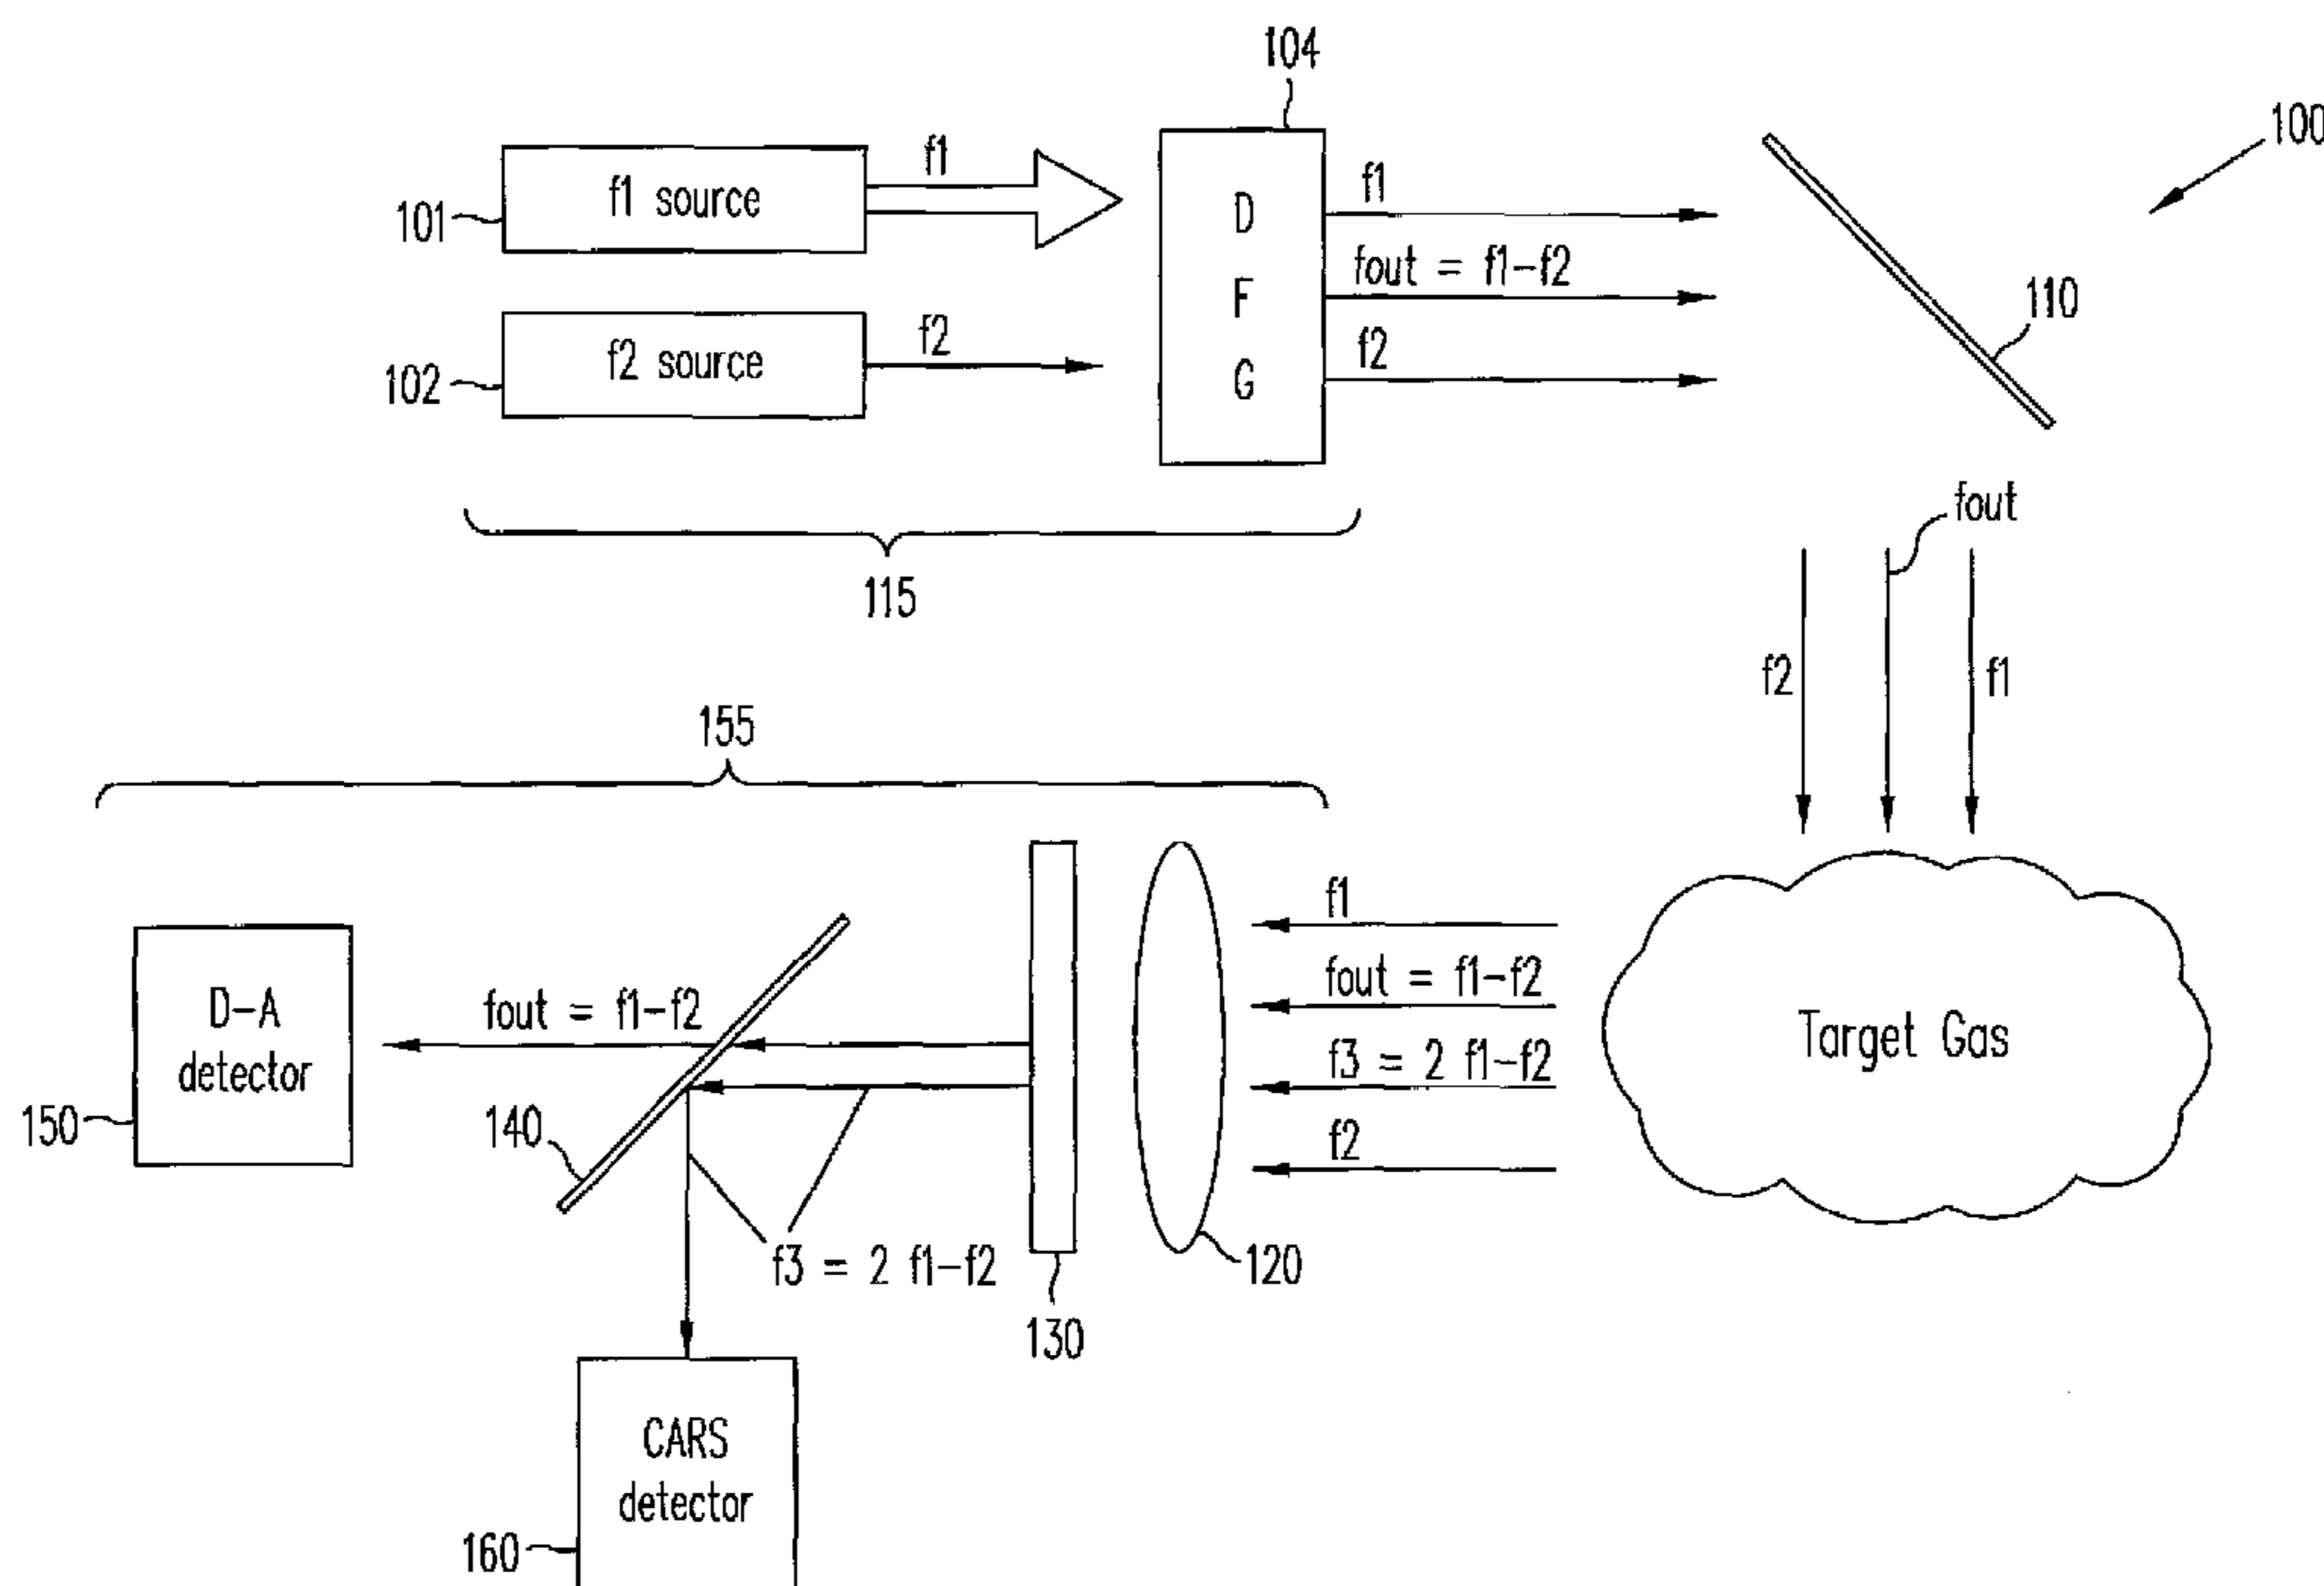 104
100
f1
f1 source
101
f1
D
F
G
fout = f1-f2
110
f2
f2 source
102
f2
fout
115
f2
f1
155
f1
D-A
detector
fout = f1-f2
fout = f1-f2
Target Gas
f3 = 2 f1-f2
150
140
f2
f3 = 2 f1-f2
120
130
CARS
detector
160